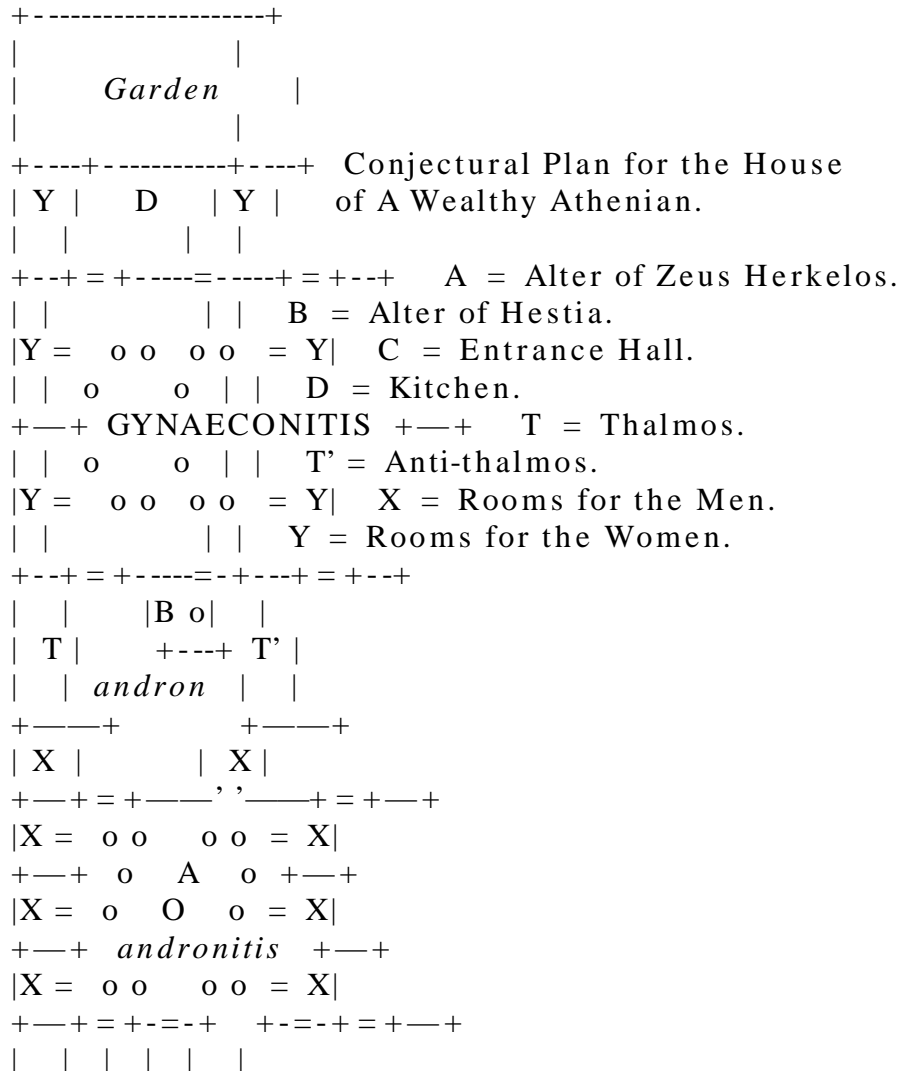 +----------------------+
| |
| Garden |
| |
+-----+------------+-----+ Conjectural Plan for the House
| Y | D | Y | of A Wealthy Athenian.
| | | |
+--+=+-----=-----+=+--+ A = Alter of Zeus Herkelos.
| | | | B = Alter of Hestia.
|Y= o o o o =Y| C = Entrance Hall.
| | o o | | D = Kitchen.
+—+ GYNAECONITIS +—+ T = Thalmos.
| | o o | | T’ = Anti-thalmos.
|Y= o o o o =Y| X = Rooms for the Men.
| | | | Y = Rooms for the Women.
+--+=+-----=-+---+=+--+
| | |B o| |
| T | +---+ T’ |
| | andron | |
+——+ +——+
| X | | X |
+—+=+——’ ’——+=+—+
|X= o o o o =X|
+—+ o A o +—+
|X= o O o =X|
+—+ andronitis +—+
|X= o o o o =X|
+—+=+-=-+ +-=-+=+—+
| | | | | |